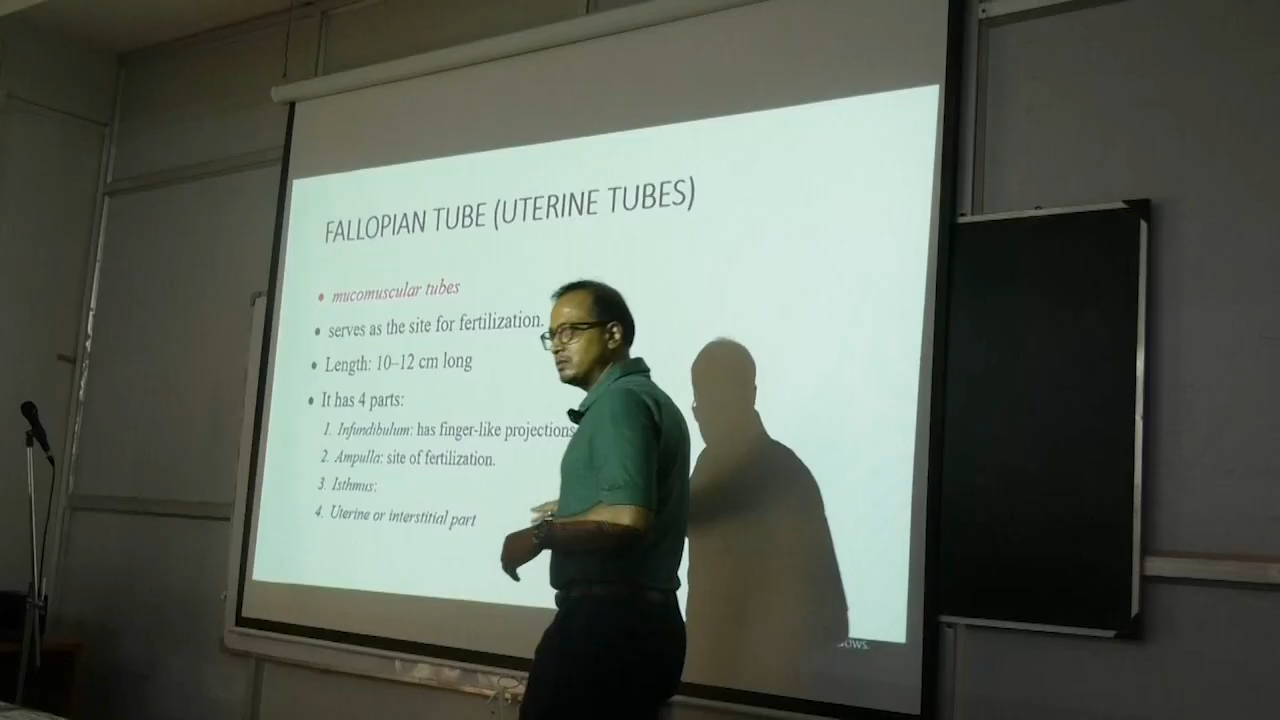 FALLOPIAN TUBE (UTERINE TUBES)
• mucomuscular tubes
• serves as the site for fertilization.
• Length: 10–12 cm long
• It has 4 parts:
1. Infundibulum: has finger-like projections
2. Ampulla: site of fertilization.
3. Isthmus:
4. Uterine or interstitial part